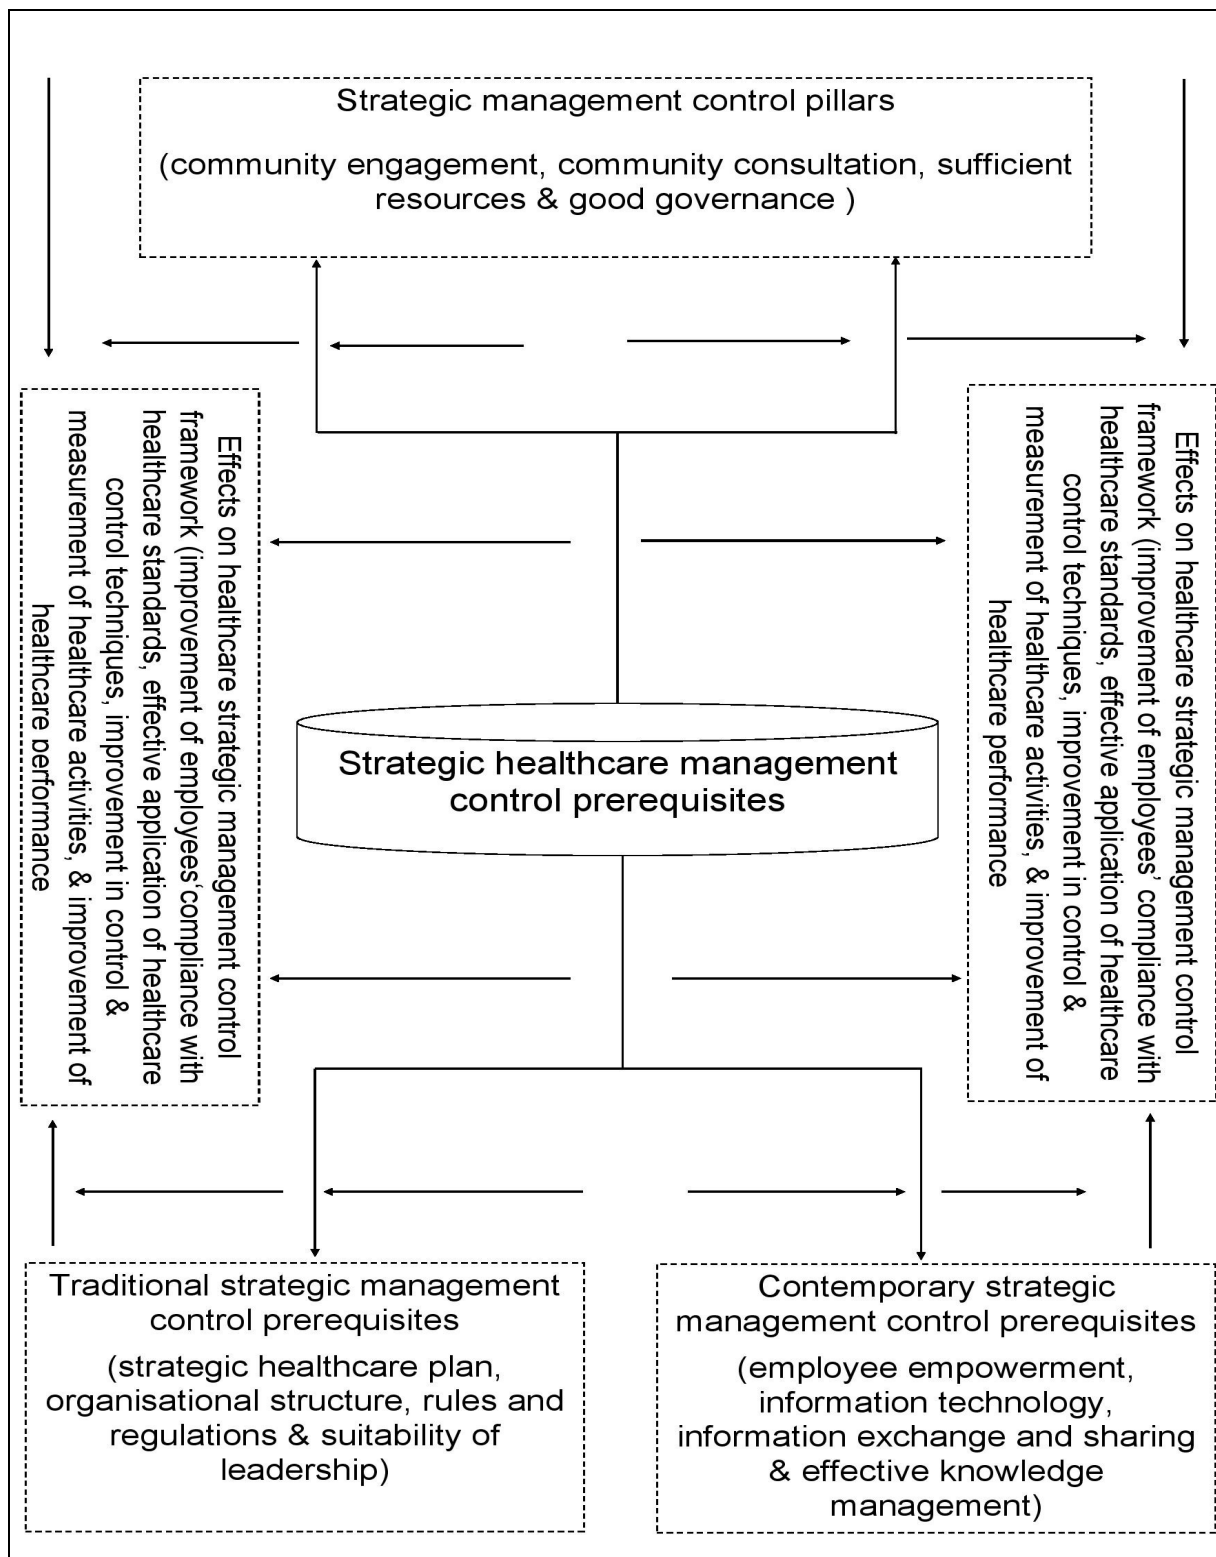 Strategic management control pillars
(community engagement, community consultation, sufficient
resources & good governance )
Effects on healthcare strategic management control
framework (improvement of employees‘compliance with
healthcare standards, effective application of healthcare
control techniques, improvement in control &
measurement of healthcare activities, & improvement of
healthcare performance
Effects on healthcare strategic management control
framework (improvement of employees’ compliance with
healthcare standards, effective application of healthcare
control techniques, improvement in control &
measurement of healthcare activities, & improvement of
healthcare performance
Strategic healthcare management
control prerequisites
Traditional strategic management
control prerequisites
(strategic healthcare plan,
organisational structure, rules and
regulations & suitability of
leadership)
Contemporary strategic
management control prerequisites
(employee empowerment,
information technology,
information exchange and sharing
& effective knowledge
management)